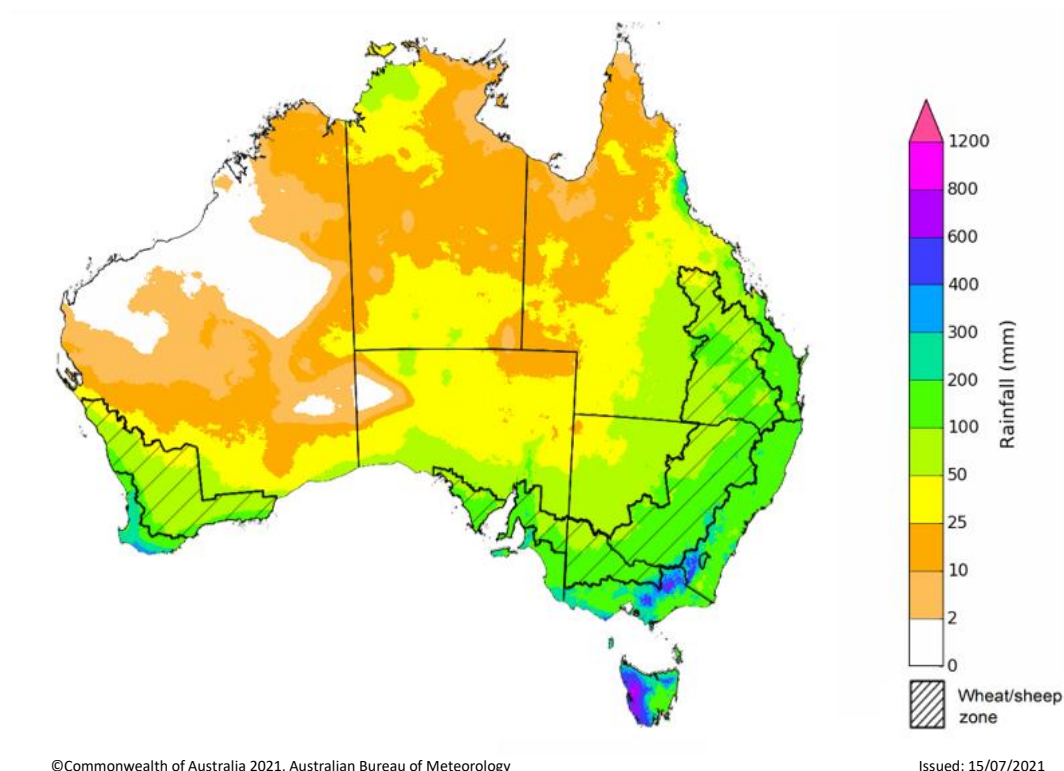 1200
800
600
400
300
200
100
50
25
10
2
0
Rainfall (mm)
Wheat/sheep
zone
©Commonwealth of Australia 2021, Australian Bureau of Meteorology
Issued: 15/07/2021